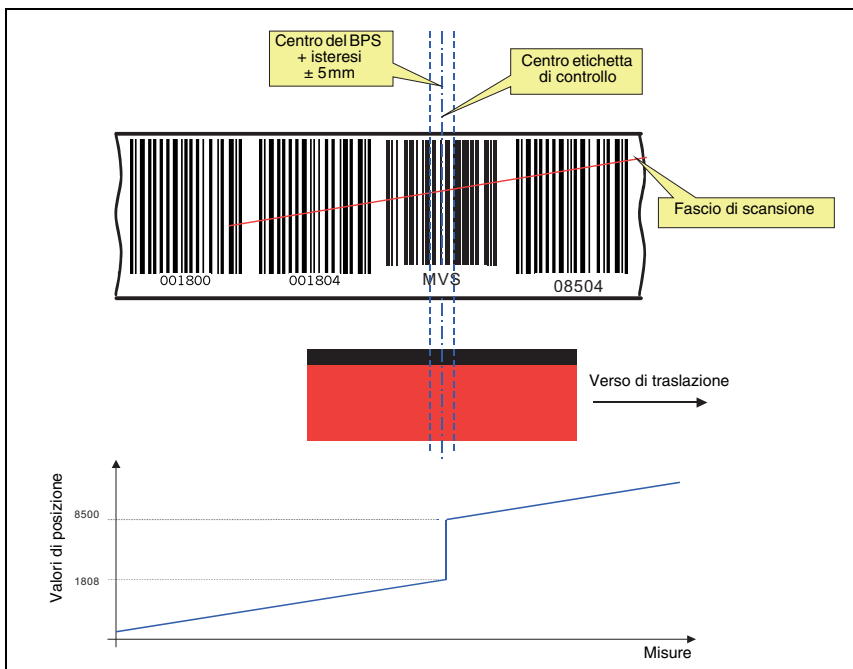 Centro del BPS
+ isteresi
± 5mm
Centro etichetta
di controllo
Fascio di scansione
001800
001804
MVS
08504
Verso di traslazione
Valori di posizione
8500
1808
Misure